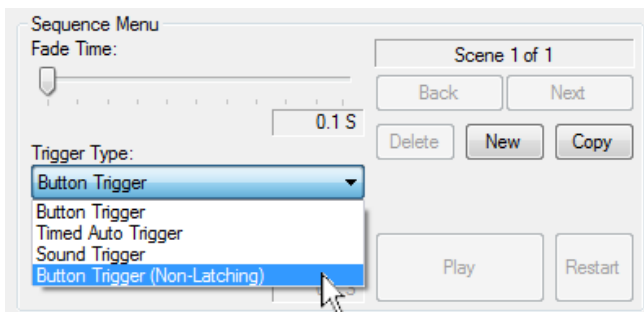 Sequence Menu
Fade Time:
0.1 S
Trigger Type:
Button Trigger
Button Trigger
Timed Auto Trigger
Sound Trigger
Button Trigger (Non-Latching)
Scene 1 of 1
Back Next
Delete New Copy
Play Restart